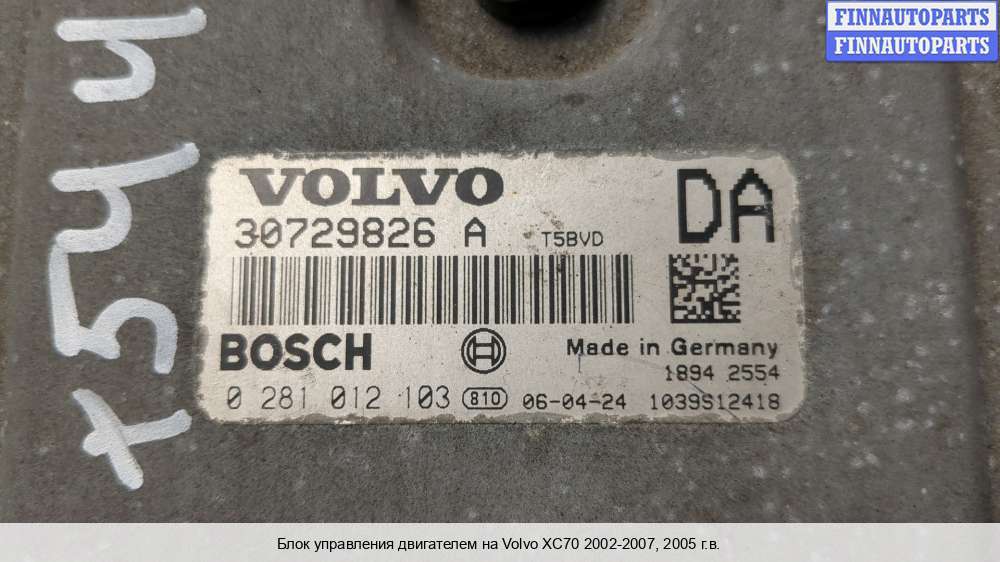 FINNAUTOPARTS
FINNAUTOPARTS
x544
VOLVO
DA
30729826 A T5BVD
BOSCH
Made in Germany
1894 2554
0 281 012 103 810 06-04-24 1039S12418
Блок управления двигателем на Volvo XC70 2002-2007, 2005 г.в.